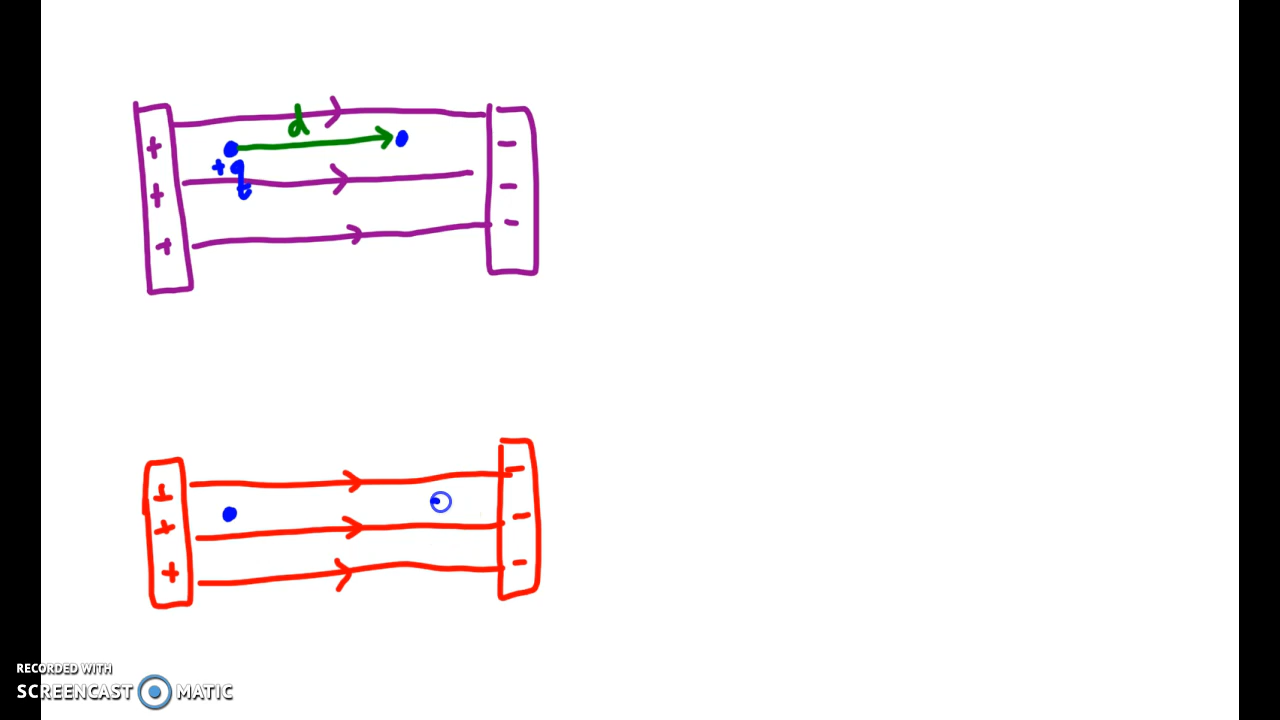 d
+ + q
+
+
-
-
-
+
+
+
-
-
-
RECORDED WITH
SCREENCAST MATIC